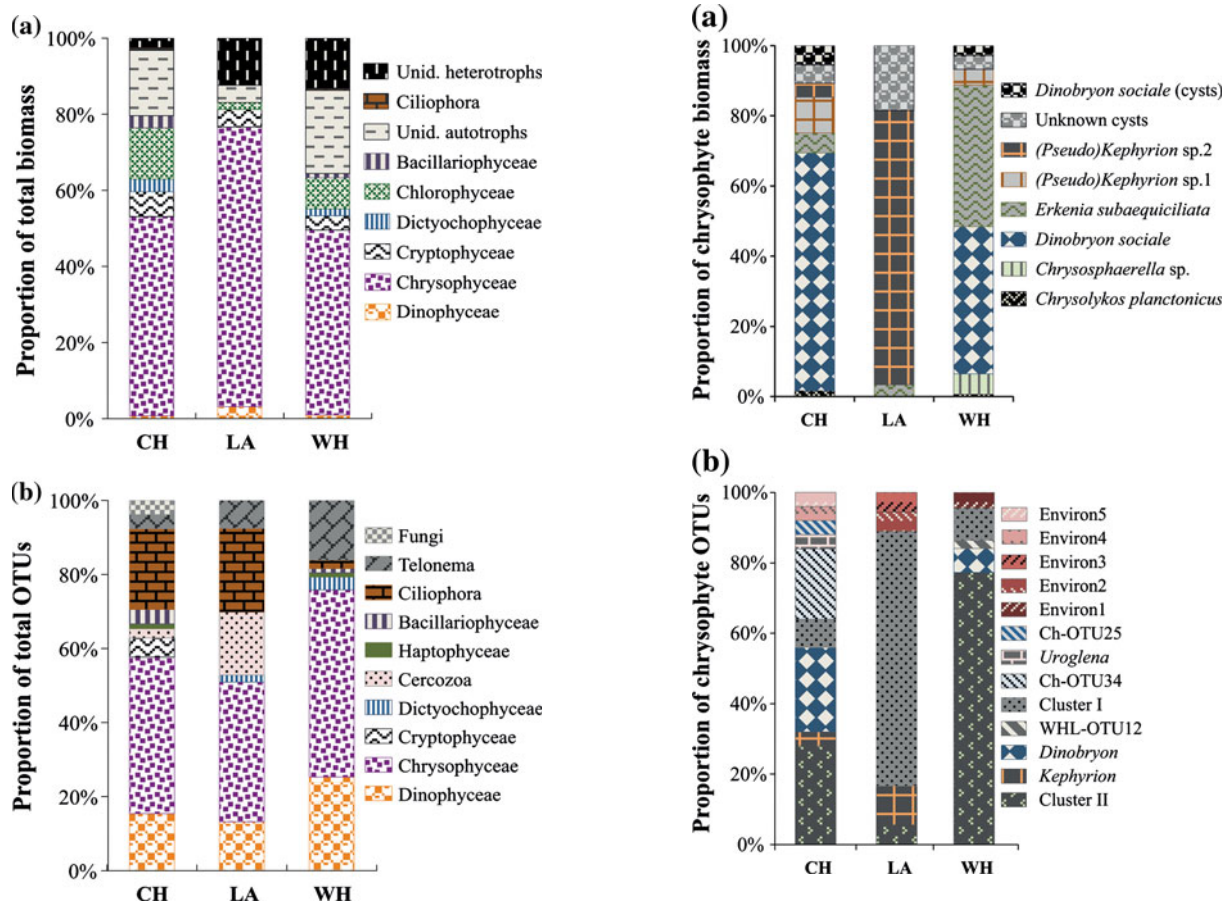 (a)
Proportion of total biomass
100%
80%
60%
40%
20%
0%
CH LA WH
Unid. heterotrophs
Ciliophora
Unid. autotrophs
Bacillariophyceae
Chlorophyceae
Dictyochophyceae
Cryptophyceae
Chrysophyceae
Dinophyceae
(a)
Proportion of chrysophyte biomass
100%
80%
60%
40%
20%
0%
CH LA WH
Dinobryon sociale (cysts)
Unknown cysts
(Pseudo)Kephyrion sp.2
(Pseudo)Kephyrion sp.1
Erkenia subaequiciliata
Dinobryon sociale
Chrysosphaerella sp.
Chrysolykos planctonicus
(b)
Proportion of total OTUs
100%
80%
60%
40%
20%
0%
CH LA WH
Fungi
Telonema
Ciliophora
Bacillariophyceae
Haptophyceae
Cercozoa
Dictyochophyceae
Cryptophyceae
Chrysophyceae
Dinophyceae
(b)
Proportion of chrysophyte OTUs
100%
80%
60%
40%
20%
0%
CH LA WH
Environ5
Environ4
Environ3
Environ2
Environ1
Ch-OTU25
Uroglena
Ch-OTU34
Cluster I
WHL-OTU12
Dinobryon
Kephyrion
Cluster II